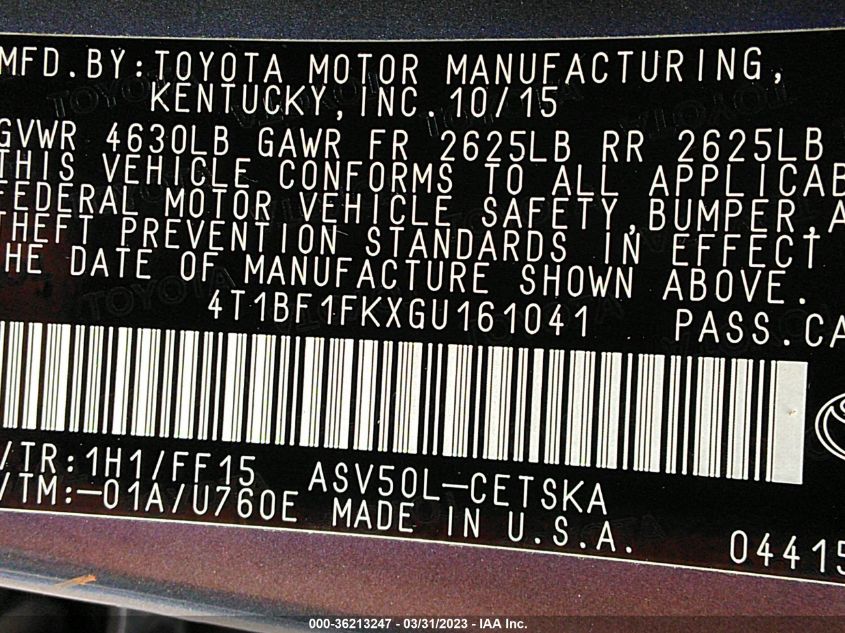 MFD.BY:TOYOTA MOTOR MANUFACTURING,
KENTUCKY,INC. 10/15
GVWR 4630LB GAWR FR 2625LB RR 2625LB
THIS VEHICLE CONFORMS TO ALL APPLICAB
FEDERAL MOTOR VEHICLE SAFETY,BUMPER,A
THEFT PREVENTION STANDARDS IN EFFECT
THE DATE OF MANUFACTURE SHOWN ABOVE.
4T1BF1FKXGU161041 PASS.CA
/TR:1H1/FF15 ASV50L-CETSKA
/TM:-01A/U760E MADE IN U.S.A.
04415
000-36213247 - 03/31/2023 - IAA Inc.